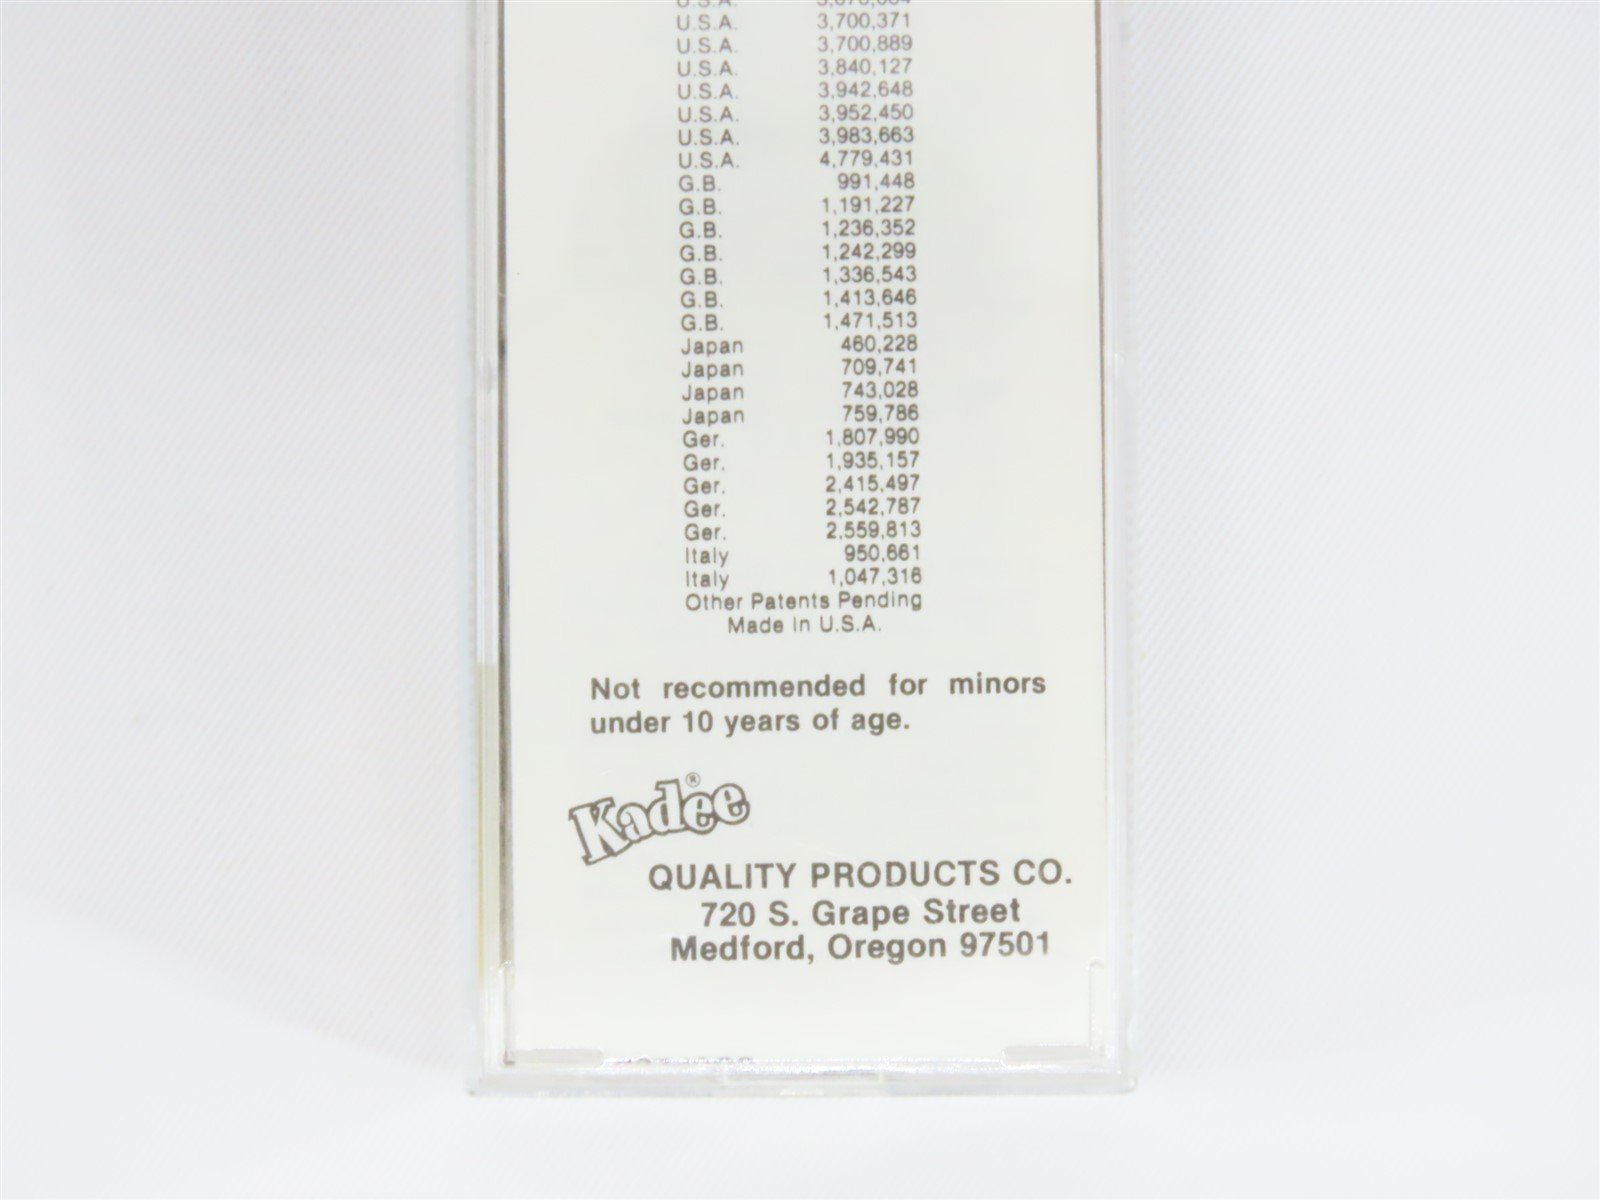 U.S.A. 3,700,371
U.S.A. 3,700,889
U.S.A. 3,840,127
U.S.A. 3,942,648
U.S.A. 3,952,450
U.S.A. 3,983,663
U.S.A. 4,779,431
G.B. 991,448
G.B. 1,191,227
G.B. 1,236,352
G.B. 1,242,299
G.B. 1,336,543
G.B. 1,413,646
G.B. 1,471,513
Japan 460,228
Japan 709,741
Japan 743,028
Japan 759,786
Ger. 1,807,990
Ger. 1,935,157
Ger. 2,415,497
Ger. 2,542,787
Ger. 2,559,813
Italy 950,661
Italy 1,047,316
Other Patents Pending
Made in U.S.A.
Not recommended for minors
under 10 years of age.
Kadee®
QUALITY PRODUCTS CO.
720 S. Grape Street
Medford, Oregon 97501